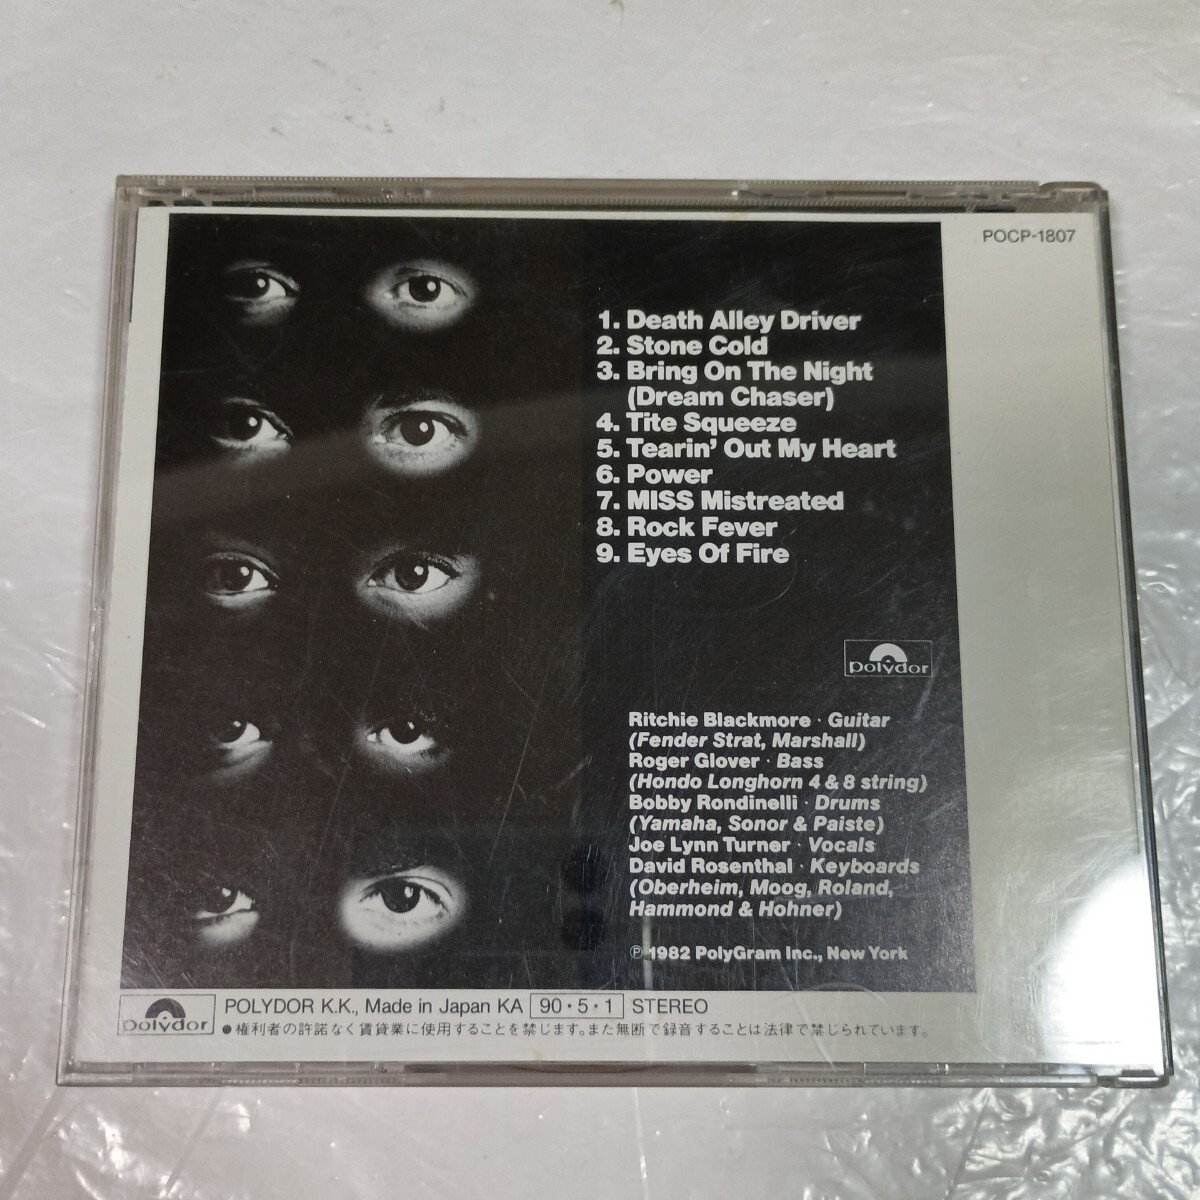 POCP-1807
1. Death Alley Driver
2. Stone Cold
3. Bring On The Night
(Dream Chaser)
4. Tite Squeeze
5. Tearin' Out My Heart
6. Power
7. MISS Mistreated
8. Rock Fever
9. Eyes Of Fire
polydor
Ritchie Blackmore · Guitar
(Fender Strat, Marshall)
Roger Glover · Bass
(Hondo Longhorn 4 & 8 string)
Bobby Rondinelli · Drums
(Yamaha, Sonor & Paiste)
Joe Lynn Turner · Vocals
David Rosenthal · Keyboards
(Oberheim, Moog, Roland,
Hammond & Hohner)
℗ 1982 PolyGram Inc., New York
polydor
POLYDOR K.K., Made in Japan KA 90・5・1 STEREO
●権利者の許諾なく賃貸業に使用することを禁じます。また無断で録音することは法律で禁じられています。